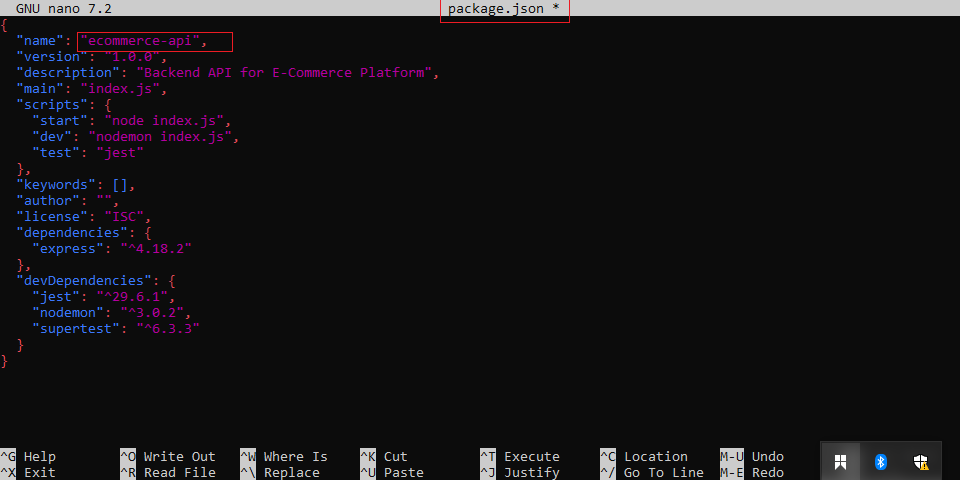 GNU nano 7.2 package.json *
{
  "name": "ecommerce-api",
  "version": "1.0.0",
  "description": "Backend API for E-Commerce Platform",
  "main": "index.js",
  "scripts": {
    "start": "node index.js",
    "dev": "nodemon index.js",
    "test": "jest"
  },
  "keywords": [],
  "author": "",
  "license": "ISC",
  "dependencies": {
    "express": "^4.18.2"
  },
  "devDependencies": {
    "jest": "^29.6.1",
    "nodemon": "^3.0.2",
    "supertest": "^6.3.3"
  }
}
^G Help ^O Write Out ^W Where Is ^K Cut ^T Execute ^C Location M-U Undo
^X Exit ^R Read File ^\ Replace ^U Paste ^J Justify ^/ Go To Line M-E Redo